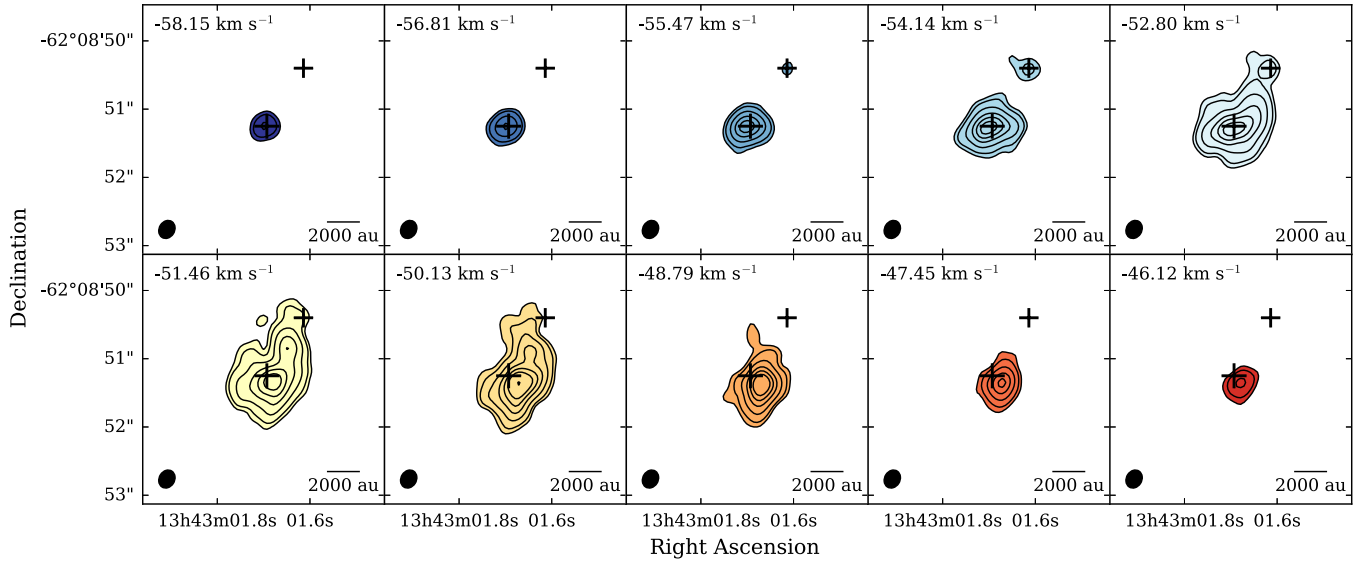 -58.15 km s⁻¹ -56.81 km s⁻¹ -55.47 km s⁻¹ -54.14 km s⁻¹ -52.80 km s⁻¹
-62°08'50"
51"
52"
2000 au 2000 au 2000 au 2000 au 2000 au
53"
-51.46 km s⁻¹ -50.13 km s⁻¹ -48.79 km s⁻¹ -47.45 km s⁻¹ -46.12 km s⁻¹
-62°08'50"
51"
52"
2000 au 2000 au 2000 au 2000 au 2000 au
53"
13h43m01.8s 01.6s 13h43m01.8s 01.6s 13h43m01.8s 01.6s 13h43m01.8s 01.6s 13h43m01.8s 01.6s
Declination
Right Ascension